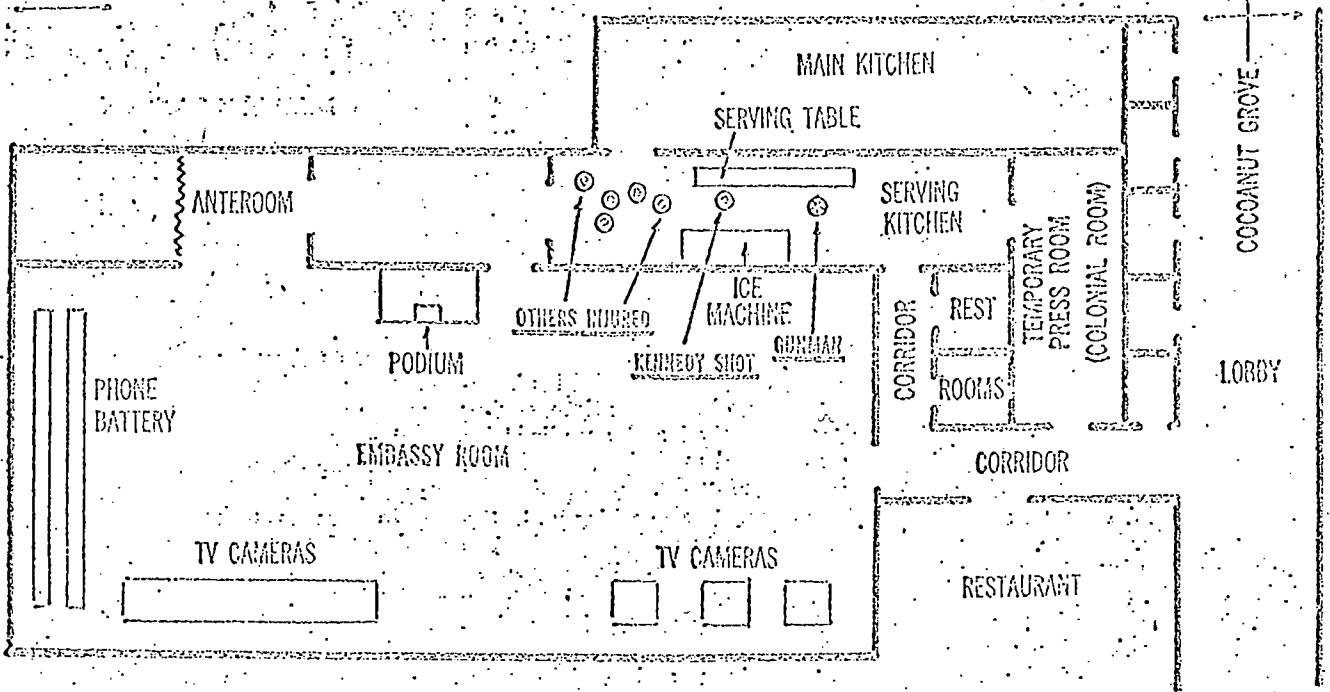 MAIN KITCHEN
SERVING TABLE
COCOANUT GROVE
ANTEROOM
SERVING
KITCHEN
TEMPORARY
PRESS ROOM
(COLONIAL ROOM)
OTHERS INJURED
ICE
MACHINE
KENNEDY SHOT
GUNMAN
PODIUM
CORRIDOR
REST
ROOMS
LOBBY
PHONE
BATTERY
EMBASSY ROOM
CORRIDOR
TV CAMERAS
TV CAMERAS
RESTAURANT